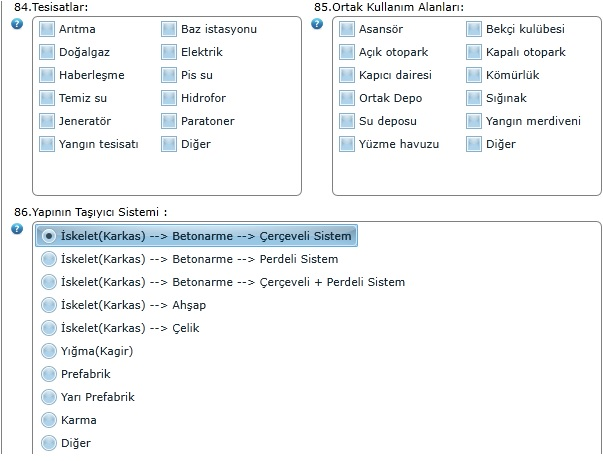 84.Tesisatlar:
Arıtma Baz istasyonu
Doğalgaz Elektrik
Haberleşme Pis su
Temiz su Hidrofor
Jeneratör Paratoner
Yangın tesisatı Diğer
85.Ortak Kullanım Alanları:
Asansör Bekçi kulübesi
Açık otopark Kapalı otopark
Kapıcı dairesi Kömürlük
Ortak Depo Sığınak
Su deposu Yangın merdiveni
Yüzme havuzu Diğer
86.Yapının Taşıyıcı Sistemi :
İskelet(Karkas) --> Betonarme --> Çerçeveli Sistem
İskelet(Karkas) --> Betonarme --> Perdeli Sistem
İskelet(Karkas) --> Betonarme --> Çerçeveli + Perdeli Sistem
İskelet(Karkas) --> Ahşap
İskelet(Karkas) --> Çelik
Yığma(Kagir)
Prefabrik
Yarı Prefabrik
Karma
Diğer